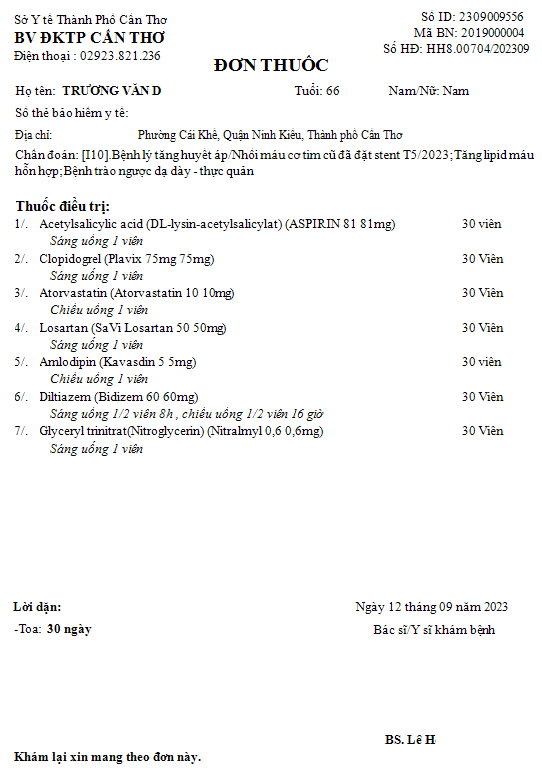 Sở Y tế Thành Phố Cần Thơ
Số ID: 2309009556
BV ĐKTP CẦN THƠ
Mã BN: 2019000004
Điện thoại : 02923.821.236
Số HĐ: HH8.00704/202309
ĐƠN THUỐC
Họ tên: TRƯƠNG VĂN D Tuổi: 66 Nam/Nữ: Nam
Số thẻ bảo hiểm y tế:
Địa chỉ: Phường Cái Khế, Quận Ninh Kiều, Thành phố Cần Thơ
Chẩn đoán: [I10].Bệnh lý tăng huyết áp/Nhồi máu cơ tim cũ đã đặt stent T5/2023; Tăng lipid máu
hỗn hợp; Bệnh trào ngược dạ dày - thực quản
Thuốc điều trị:
1/. Acetylsalicylic acid (DL-lysin-acetylsalicylat) (ASPIRIN 81 81mg) 30 viên
Sáng uống 1 viên
2/. Clopidogrel (Plavix 75mg 75mg) 30 Viên
Sáng uống 1 viên
3/. Atorvastatin (Atorvastatin 10 10mg) 30 Viên
Chiều uống 1 viên
4/. Losartan (SaVi Losartan 50 50mg) 30 Viên
Sáng uống 1 viên
5/. Amlodipin (Kavasdin 5 5mg) 30 viên
Chiều uống 1 viên
6/. Diltiazem (Bidizem 60 60mg) 30 Viên
Sáng uống 1/2 viên 8h , chiều uống 1/2 viên 16 giờ
7/. Glyceryl trinitrat(Nitroglycerin) (Nitralmyl 0,6 0,6mg) 30 Viên
Sáng uống 1 viên
Lời dặn:
Ngày 12 tháng 09 năm 2023
-Toa: 30 ngày
Bác sĩ/Y sĩ khám bệnh
BS. Lê H
Khám lại xin mang theo đơn này.